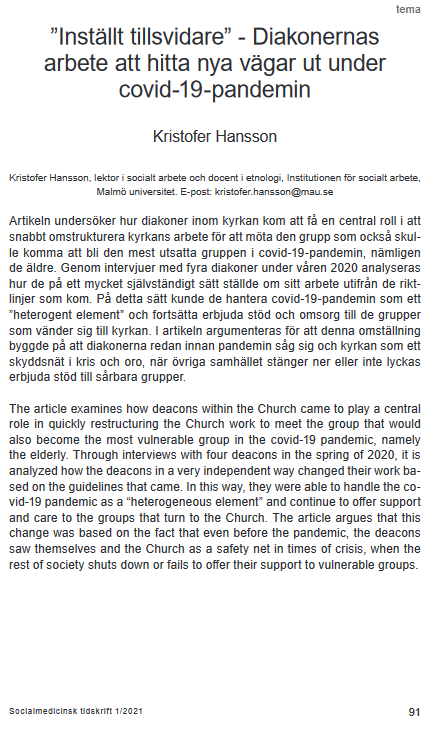 tema
”Inställt tillsvidare” - Diakonernas
arbete att hitta nya vägar ut under
covid-19-pandemin
Kristofer Hansson
Kristofer Hansson, lektor i socialt arbete och docent i etnologi, Institutionen för socialt arbete,
Malmö universitet. E-post: kristofer.hansson@mau.se
Artikeln undersöker hur diakoner inom kyrkan kom att få en central roll i att
snabbt omstrukturera kyrkans arbete för att möta den grupp som också skul-
le komma att bli den mest utsatta gruppen i covid-19-pandemin, nämligen
de äldre. Genom intervjuer med fyra diakoner under våren 2020 analyseras
hur de på ett mycket självständigt sätt ställde om sitt arbete utifrån de rikt-
linjer som kom. På detta sätt kunde de hantera covid-19-pandemin som ett
”heterogent element” och fortsätta erbjuda stöd och omsorg till de grupper
som vänder sig till kyrkan. I artikeln argumenteras för att denna omställning
byggde på att diakonerna redan innan pandemin såg sig och kyrkan som ett
skyddsnät i kris och oro, när övriga samhället stänger ner eller inte lyckas
erbjuda stöd till sårbara grupper.
The article examines how deacons within the Church came to play a central
role in quickly restructuring the Church work to meet the group that would
also become the most vulnerable group in the covid-19 pandemic, namely
the elderly. Through interviews with four deacons in the spring of 2020, it is
analyzed how the deacons in a very independent way changed their work ba-
sed on the guidelines that came. In this way, they were able to handle the co-
vid-19 pandemic as a “heterogeneous element” and continue to offer support
and care to the groups that turn to the Church. The article argues that this
change was based on the fact that even before the pandemic, the deacons
saw themselves and the Church as a safety net in times of crisis, when the
rest of society shuts down or fails to offer their support to vulnerable groups.
Socialmedicinsk tidskrift 1/2021
91